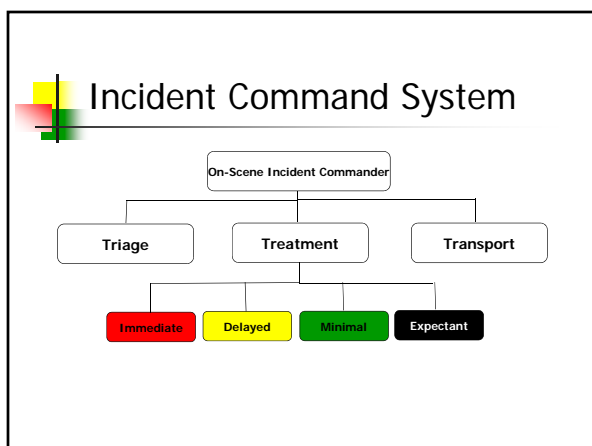 Incident Command System
On-Scene Incident Commander
Triage
Treatment
Transport
Immediate
Delayed
Minimal
Expectant